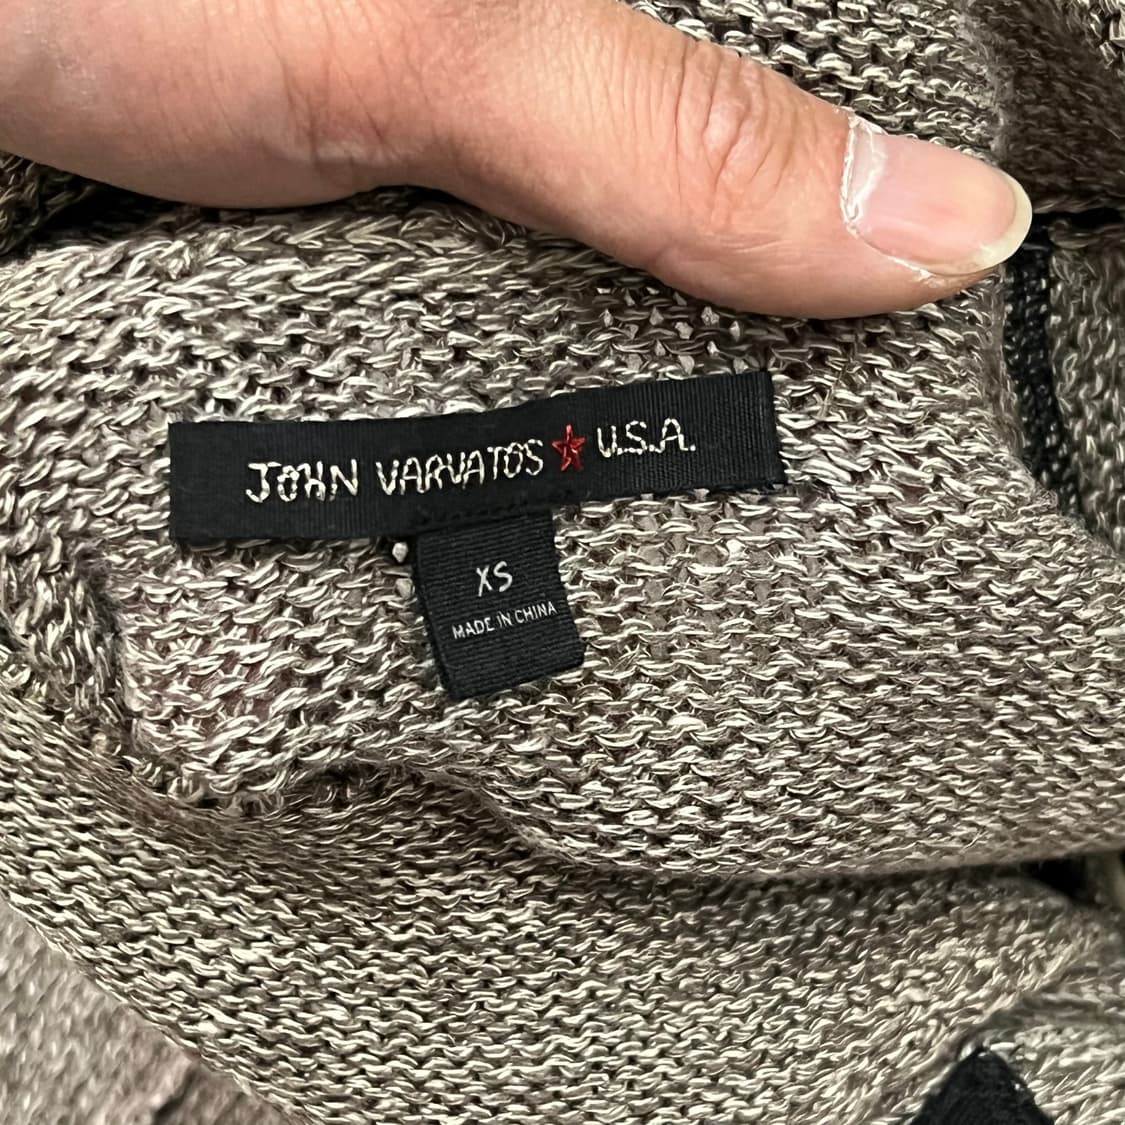 JOHN VARVATOS ★ U.S.A.
XS
MADE IN CHINA